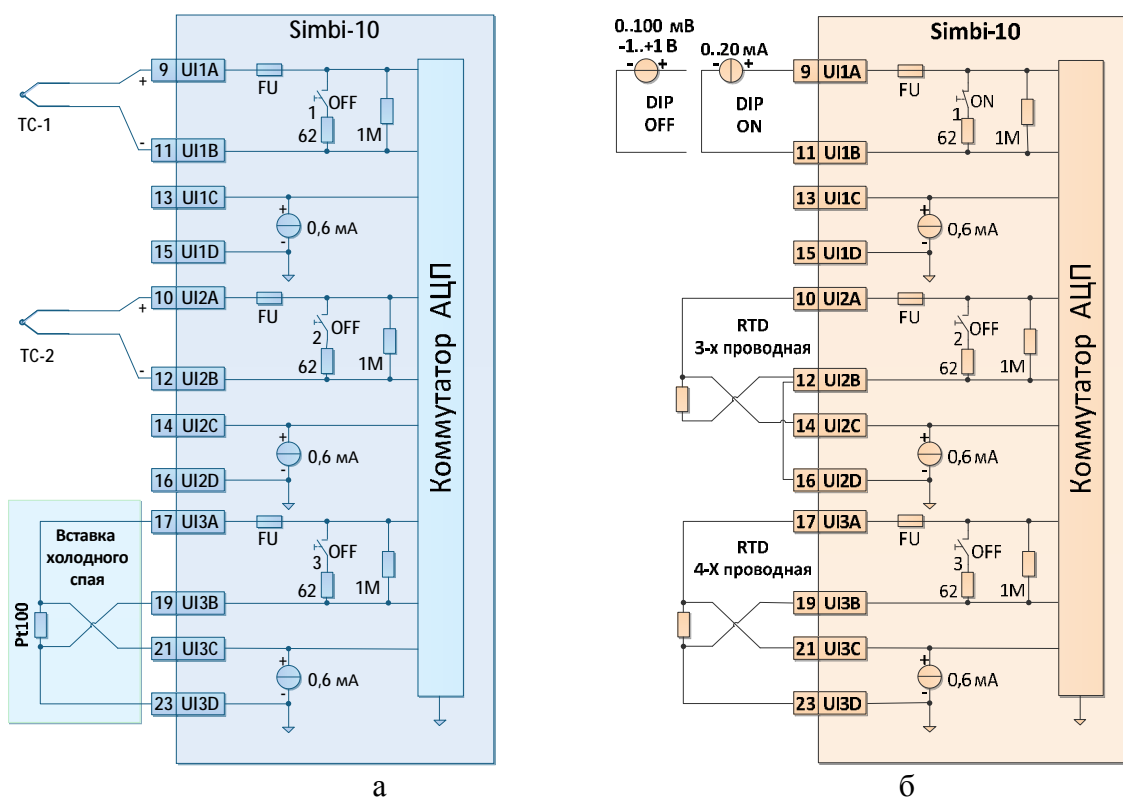 Simbi-10
9 UI1A
FU
OFF
1
62
1M
+
-
TC-1
11 UI1B
13 UI1C
+
-
0,6 мА
15 UI1D
10 UI2A
FU
OFF
2
62
1M
+
-
TC-2
12 UI2B
14 UI2C
+
-
0,6 мА
16 UI2D
Вставка
холодного
спая
Pt100
17 UI3A
FU
OFF
3
62
1M
19 UI3B
21 UI3C
+
-
0,6 мА
23 UI3D
Коммутатор АЦП
а
0..100 мВ
-1..+1 В
- +
DIP
OFF
0..20 мА
- +
DIP
ON
Simbi-10
9 UI1A
FU
ON
1
62
1M
11 UI1B
13 UI1C
+
-
0,6 мА
15 UI1D
10 UI2A
FU
OFF
2
62
1M
RTD
3-х проводная
12 UI2B
14 UI2C
+
-
0,6 мА
16 UI2D
17 UI3A
FU
OFF
3
62
1M
RTD
4-Х проводная
19 UI3B
21 UI3C
+
-
0,6 мА
23 UI3D
Коммутатор АЦП
б